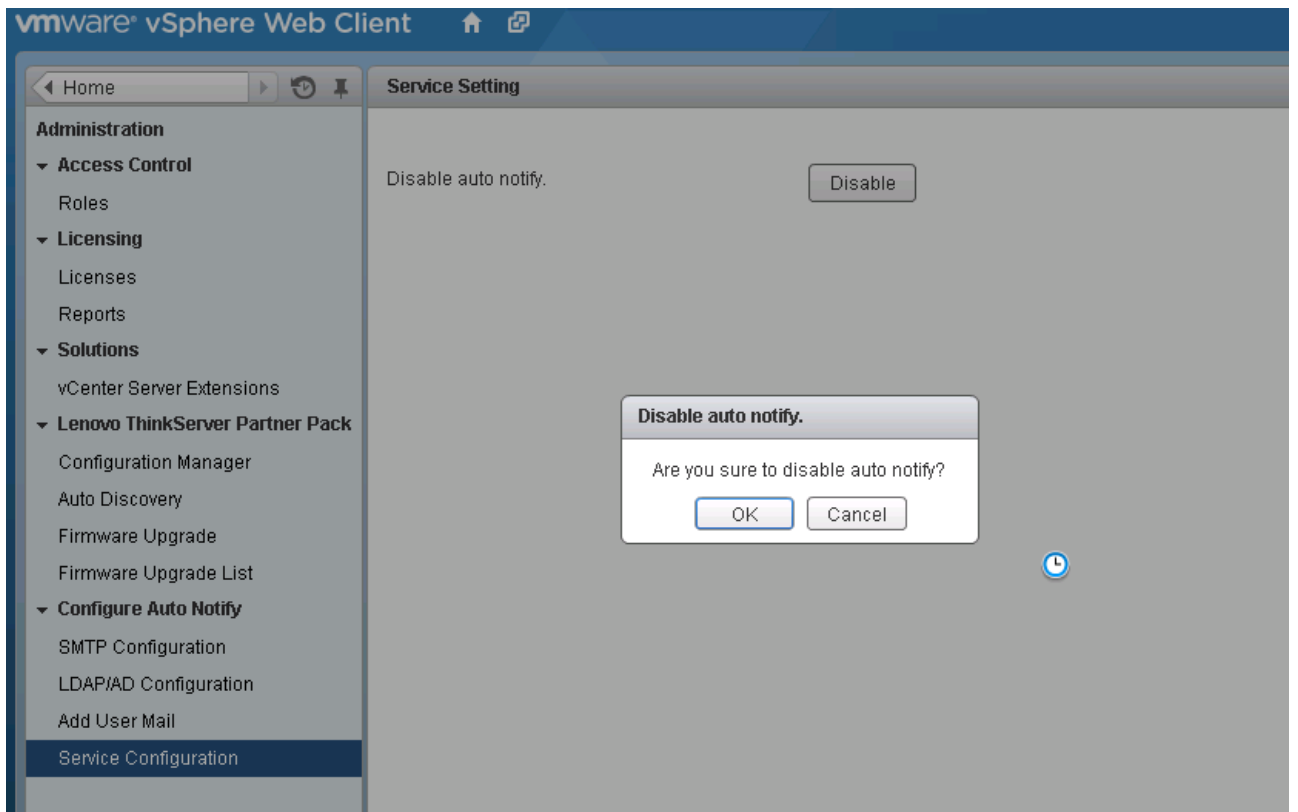 vmware® vSphere Web Client
Home
Service Setting
Administration
Access Control
Roles
Licensing
Licenses
Reports
Solutions
vCenter Server Extensions
Lenovo ThinkServer Partner Pack
Configuration Manager
Auto Discovery
Firmware Upgrade
Firmware Upgrade List
Configure Auto Notify
SMTP Configuration
LDAP/AD Configuration
Add User Mail
Service Configuration
Disable auto notify.
Disable
Disable auto notify.
Are you sure to disable auto notify?
OK
Cancel